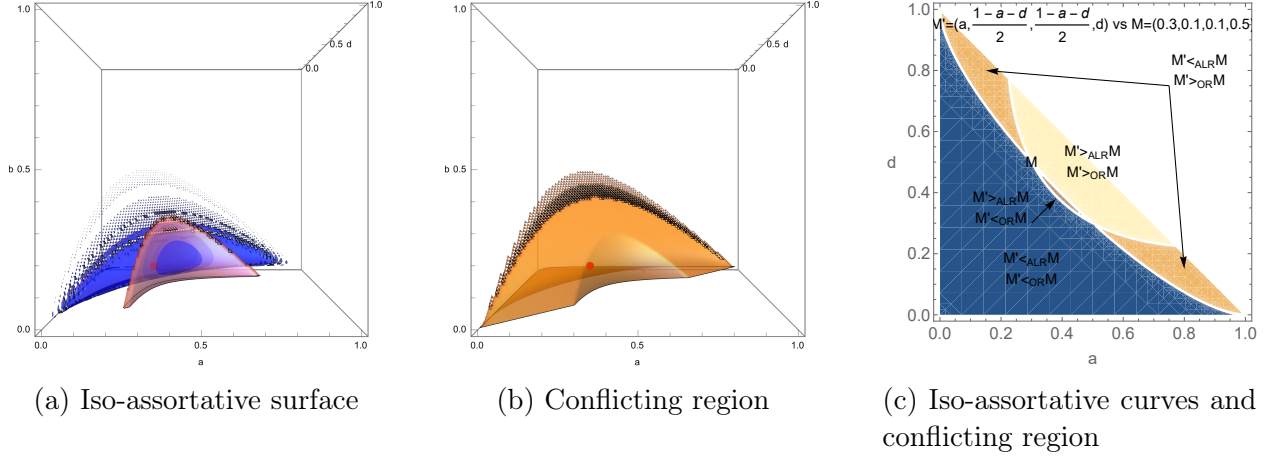 1.0
1.0
0.5 d
0.0
b 0.5
0.0
0.0
0.5
1.0
a
(a) Iso-assortative surface
1.0
1.0
0.5 d
0.0
b 0.5
0.0
0.0
0.5
1.0
a
(b) Conflicting region
M'=(a, (1-a-d)/2, (1-a-d)/2, d) vs M=(0.3,0.1,0.1,0.5)
1.0
0.8
0.6
0.4
0.2
0.0
d
M'<ALRM
M'>ORM
M'>ALRM
M'>ORM
M
M'>ALRM
M'<ORM
M'<ALRM
M'<ORM
0.0 0.2 0.4 0.6 0.8 1.0
a
(c) Iso-assortative curves and
conflicting region